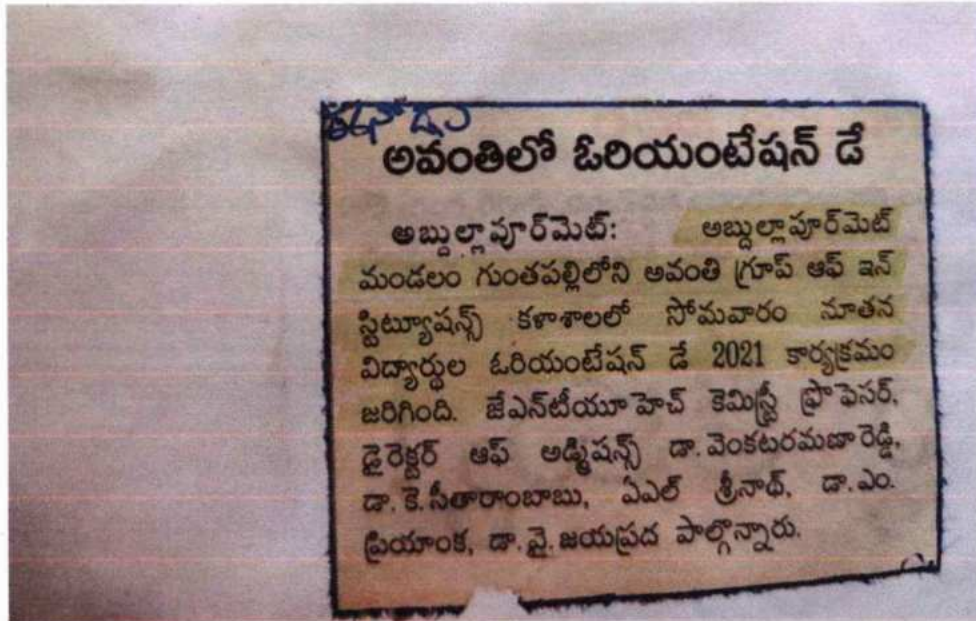 అవంతిలో ఓరియంటేషన్ డే
అబ్దుల్లాపూర్‌మెట్: అబ్దుల్లాపూర్‌మెట్
మండలం గుంతపల్లిలోని అవంతి గ్రూప్ ఆఫ్ ఇన్
స్టిట్యూషన్స్ కళాశాలలో సోమవారం నూతన
విద్యార్థుల ఓరియంటేషన్ డే 2021 కార్యక్రమం
జరిగింది. జేఎన్‌టీయూహెచ్ కెమిస్ట్రీ ప్రొఫెసర్,
డైరెక్టర్ ఆఫ్ అడ్మిషన్స్ డా.వెంకటరమణారెడ్డి,
డా.కె.సీతారాంబాబు, ఏఎల్ శ్రీనాథ్, డా.ఎం.
ప్రియాంక, డా.వై.జయప్రద పాల్గొన్నారు.